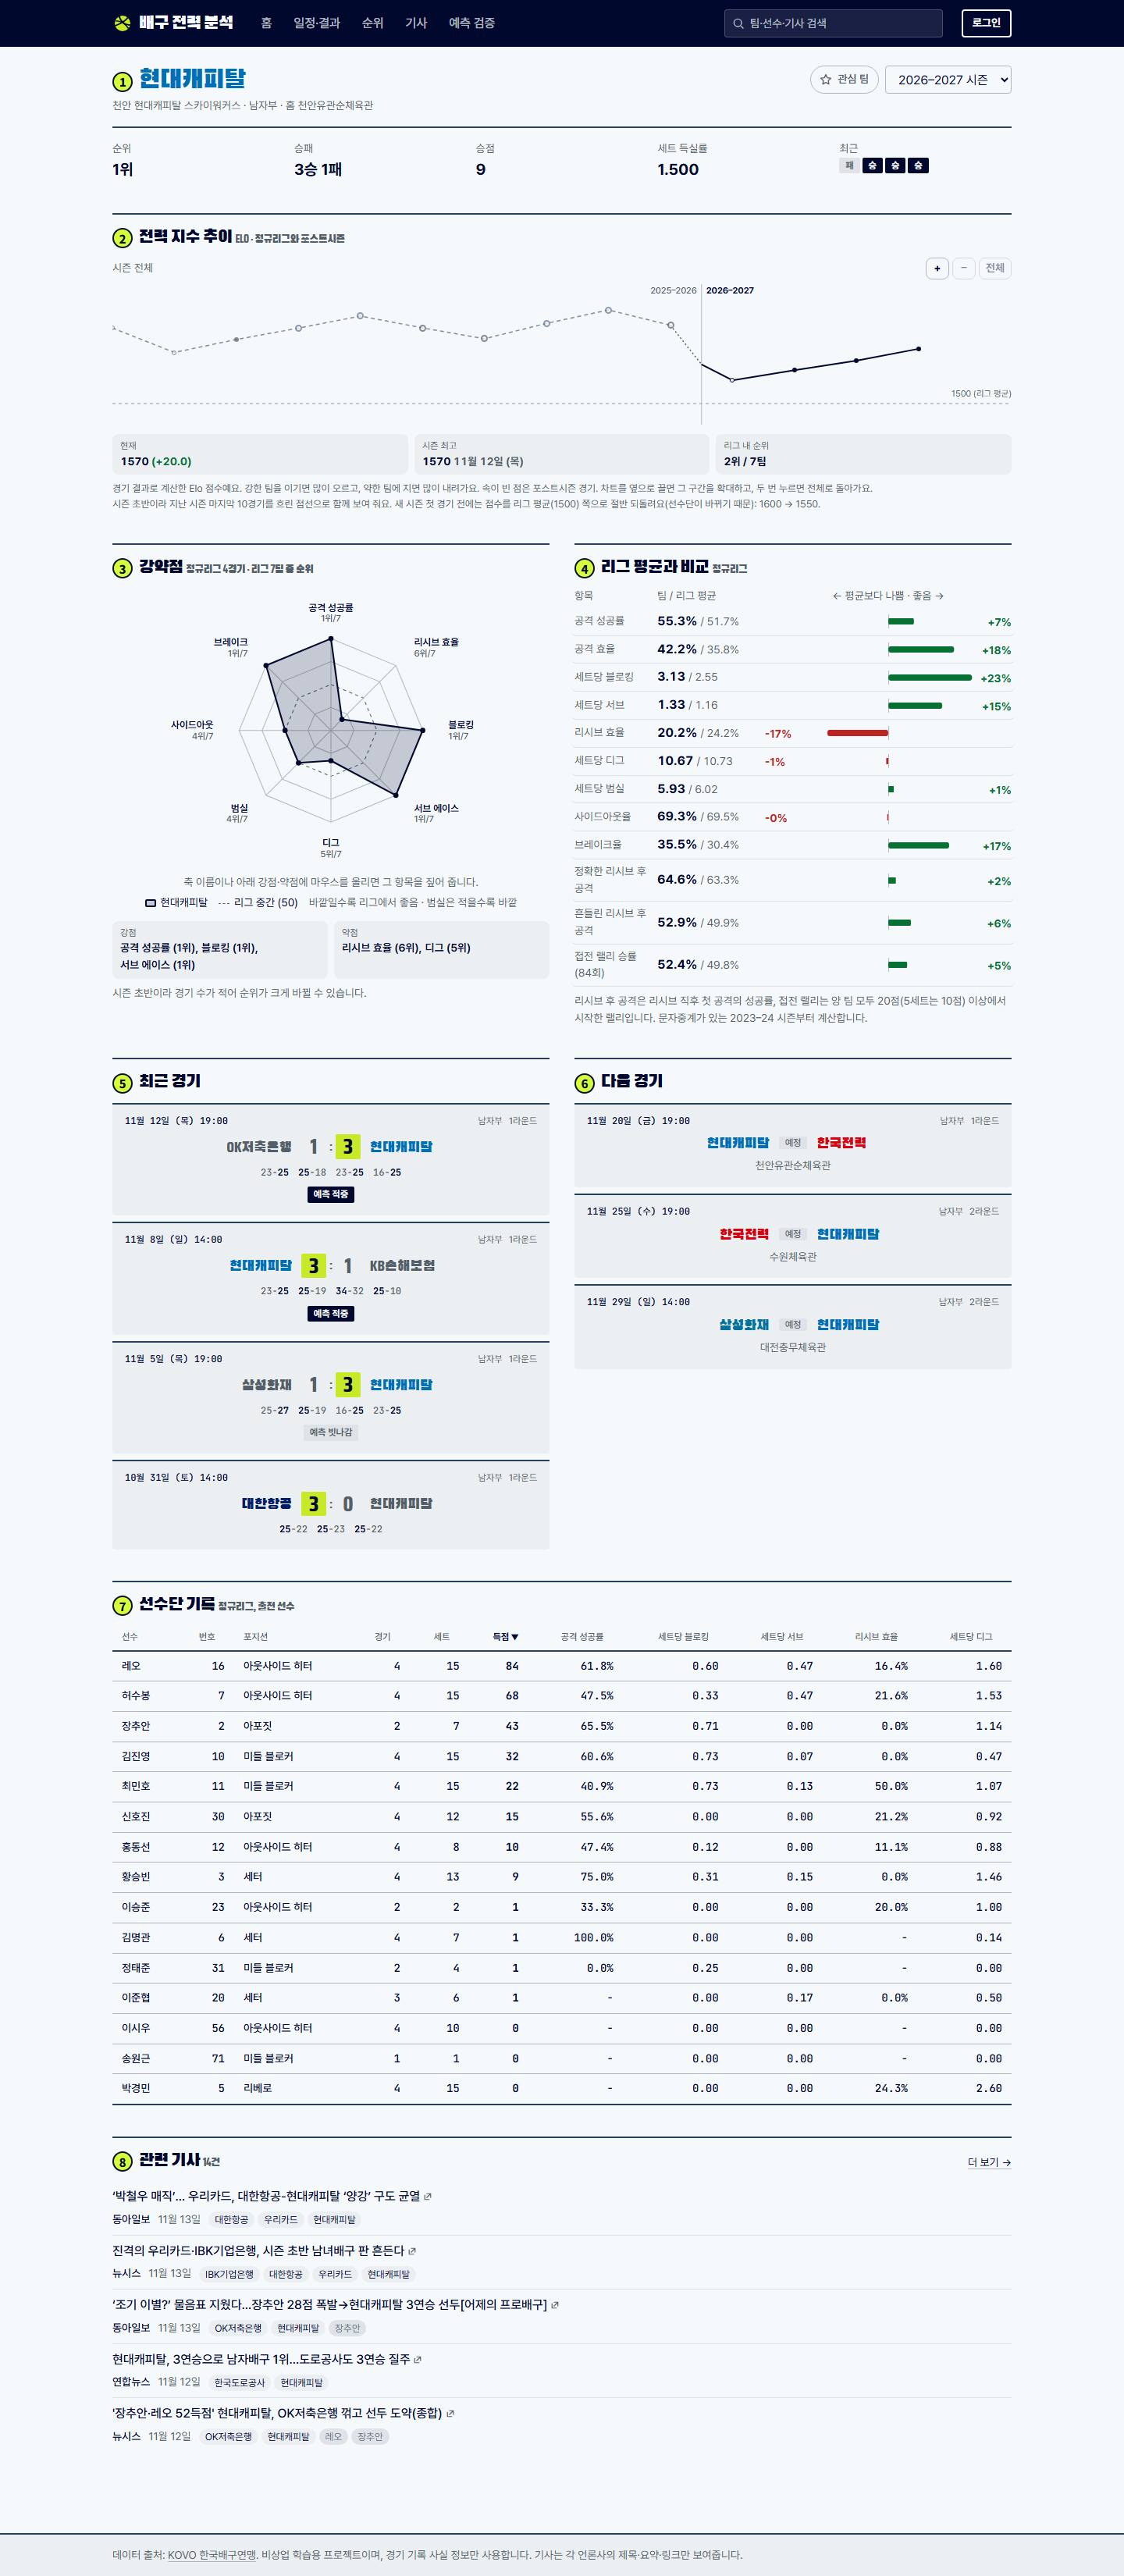 배구 전력 분석 홈 일정·결과 순위 기사 예측 검증 팀·선수·기사 검색 로그인
1 현대캐피탈 관심 팀 2026–2027 시즌
천안 현대캐피탈 스카이워커스 · 남자부 · 홈 천안유관순체육관
순위 승패 승점 세트 득실률 최근
1위 3승 1패 9 1.500 패 승 승 승
2 전력 지수 추이 ELO · 정규리그와 포스트시즌
시즌 전체 + − 전체
2025–2026 2026–2027
1500 (리그 평균)
현재 시즌 최고 리그 내 순위
1570 (+20.0) 1570 11월 12일 (목) 2위 / 7팀
경기 결과로 계산한 Elo 점수예요. 강한 팀을 이기면 많이 오르고, 약한 팀에 지면 많이 내려가요. 속이 빈 점은 포스트시즌 경기. 차트를 옆으로 끌면 그 구간을 확대하고, 두 번 누르면 전체로 돌아가요.
시즌 초반이라 지난 시즌 마지막 10경기를 흐린 점선으로 함께 보여 줘요. 새 시즌 첫 경기 전에는 점수를 리그 평균(1500) 쪽으로 절반 되돌려요(선수단이 바뀌기 때문): 1600 → 1550.
3 강약점 정규리그 4경기 · 리그 7팀 중 순위
공격 성공률
1위/7
브레이크
1위/7
리시브 효율
6위/7
사이드아웃
4위/7
블로킹
1위/7
범실
4위/7
서브 에이스
1위/7
디그
5위/7
축 이름이나 아래 강점·약점에 마우스를 올리면 그 항목을 짚어 줍니다.
현대캐피탈 --- 리그 중간 (50) 바깥일수록 리그에서 좋음 · 범실은 적을수록 바깥
강점
공격 성공률 (1위), 블로킹 (1위),
서브 에이스 (1위)
약점
리시브 효율 (6위), 디그 (5위)
시즌 초반이라 경기 수가 적어 순위가 크게 바뀔 수 있습니다.
4 리그 평균과 비교 정규리그
항목 팀 / 리그 평균 ← 평균보다 나쁨 · 좋음 →
공격 성공률 55.3% / 51.7% +7%
공격 효율 42.2% / 35.8% +18%
세트당 블로킹 3.13 / 2.55 +23%
세트당 서브 1.33 / 1.16 +15%
리시브 효율 20.2% / 24.2% -17%
세트당 디그 10.67 / 10.73 -1%
세트당 범실 5.93 / 6.02 +1%
사이드아웃율 69.3% / 69.5% -0%
브레이크율 35.5% / 30.4% +17%
정확한 리시브 후
공격 64.6% / 63.3% +2%
흔들린 리시브 후
공격 52.9% / 49.9% +6%
접전 랠리 승률
(84회) 52.4% / 49.8% +5%
리시브 후 공격은 리시브 직후 첫 공격의 성공률, 접전 랠리는 양 팀 모두 20점(5세트는 10점) 이상에서
시작한 랠리입니다. 문자중계가 있는 2023–24 시즌부터 계산합니다.
5 최근 경기
11월 12일 (목) 19:00 남자부 1라운드
OK저축은행 1 : 3 현대캐피탈
23-25 25-18 23-25 16-25
예측 적중
11월 8일 (일) 14:00 남자부 1라운드
현대캐피탈 3 : 1 KB손해보험
23-25 25-19 34-32 25-10
예측 적중
11월 5일 (목) 19:00 남자부 1라운드
삼성화재 1 : 3 현대캐피탈
25-27 25-19 16-25 23-25
예측 빗나감
10월 31일 (토) 14:00 남자부 1라운드
대한항공 3 : 0 현대캐피탈
25-22 25-23 25-22
6 다음 경기
11월 20일 (금) 19:00 남자부 1라운드
현대캐피탈 예정 한국전력
천안유관순체육관
11월 25일 (수) 19:00 남자부 2라운드
한국전력 예정 현대캐피탈
수원체육관
11월 29일 (일) 14:00 남자부 2라운드
삼성화재 예정 현대캐피탈
대전충무체육관
7 선수단 기록 정규리그, 출전 선수
선수 번호 포지션 경기 세트 득점 ▼ 공격 성공률 세트당 블로킹 세트당 서브 리시브 효율 세트당 디그
레오 16 아웃사이드 히터 4 15 84 61.8% 0.60 0.47 16.4% 1.60
허수봉 7 아웃사이드 히터 4 15 68 47.5% 0.33 0.47 21.6% 1.53
장추안 2 아포짓 2 7 43 65.5% 0.71 0.00 0.0% 1.14
김진영 10 미들 블로커 4 15 32 60.6% 0.73 0.07 0.0% 0.47
최민호 11 미들 블로커 4 15 22 40.9% 0.73 0.13 50.0% 1.07
신호진 30 아포짓 4 12 15 55.6% 0.00 0.00 21.2% 0.92
홍동선 12 아웃사이드 히터 4 8 10 47.4% 0.12 0.00 11.1% 0.88
황승빈 3 세터 4 13 9 75.0% 0.31 0.15 0.0% 1.46
이승준 23 아웃사이드 히터 2 2 1 33.3% 0.00 0.00 20.0% 1.00
김명관 6 세터 4 7 1 100.0% 0.00 0.00 - 0.14
정태준 31 미들 블로커 2 4 1 0.0% 0.25 0.00 - 0.00
이준협 20 세터 3 6 1 - 0.00 0.17 0.0% 0.50
이시우 56 아웃사이드 히터 4 10 0 - 0.00 0.00 - 0.00
송원근 71 미들 블로커 1 1 0 - 0.00 0.00 - 0.00
박경민 5 리베로 4 15 0 - 0.00 0.00 24.3% 2.60
8 관련 기사 14건 더 보기 →
‘박철우 매직’… 우리카드, 대한항공-현대캐피탈 ‘양강’ 구도 균열
동아일보 11월 13일 대한항공 우리카드 현대캐피탈
진격의 우리카드·IBK기업은행, 시즌 초반 남녀배구 판 흔든다
뉴시스 11월 13일 IBK기업은행 대한항공 우리카드 현대캐피탈
‘조기 이별?’ 물음표 지웠다…장추안 28점 폭발→현대캐피탈 3연승 선두[어제의 프로배구]
동아일보 11월 13일 OK저축은행 현대캐피탈 장추안
현대캐피탈, 3연승으로 남자배구 1위…도로공사도 3연승 질주
연합뉴스 11월 12일 한국도로공사 현대캐피탈
'장추안·레오 52득점' 현대캐피탈, OK저축은행 꺾고 선두 도약(종합)
뉴시스 11월 12일 OK저축은행 현대캐피탈 레오 장추안
데이터 출처: KOVO 한국배구연맹. 비상업 학습용 프로젝트이며, 경기 기록 사실 정보만 사용합니다. 기사는 각 언론사의 제목·요약·링크만 보여줍니다.